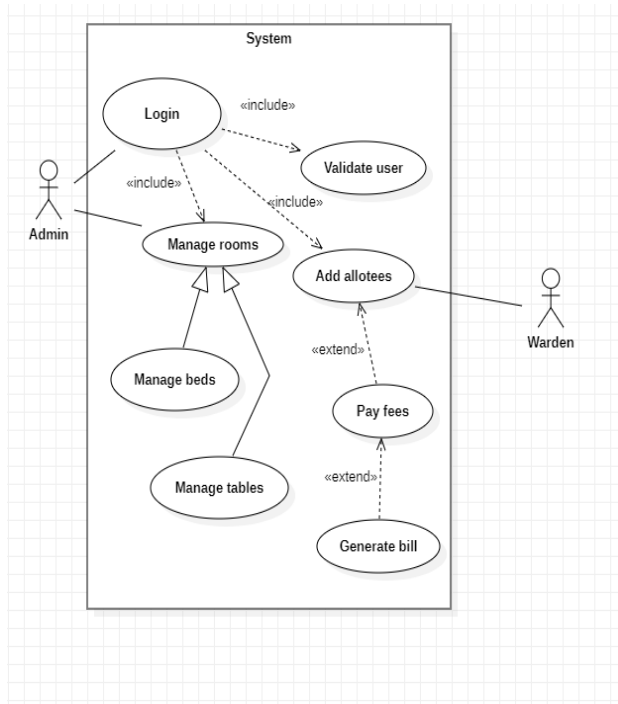 System
Login
«include»
Validate user
«include»
«include»
Admin
Manage rooms
Add allotees
Warden
«extend»
Manage beds
Pay fees
«extend»
Manage tables
Generate bill